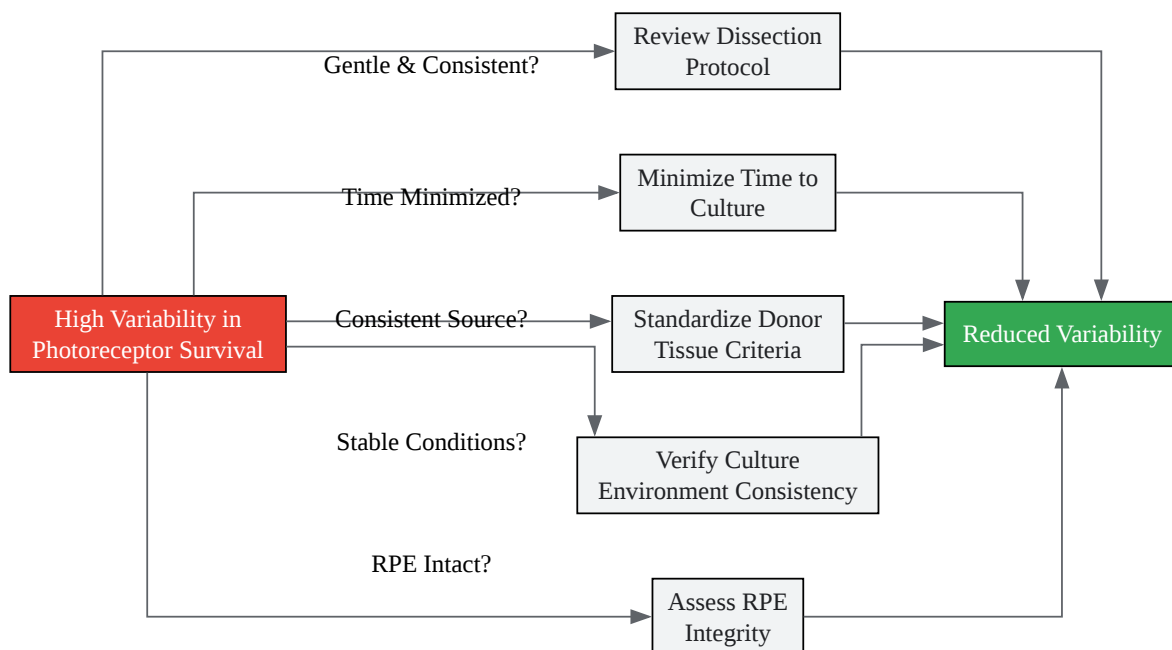 Review Dissection
Protocol
Gentle & Consistent?
Minimize Time to
Culture
Time Minimized?
High Variability in
Photoreceptor Survival
Consistent Source?
Standardize Donor
Tissue Criteria
Reduced Variability
Stable Conditions?
Verify Culture
Environment Consistency
RPE Intact?
Assess RPE
Integrity